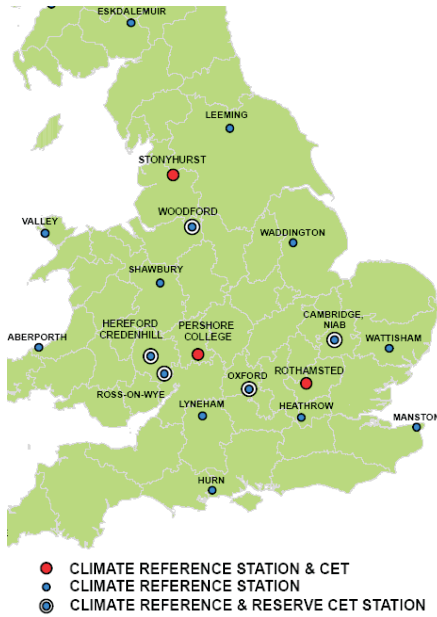 ESKDALEMUIR
LEEMING
STONYHURST
WOODFORD
VALLEY
WADDINGTON
SHAWBURY
CAMBRIDGE,
NIAB
HEREFORD
CREDENHILL
PERSHORE
COLLEGE
ABERPORTH
WATTISHAM
OXFORD
ROTHAMSTED
ROSS-ON-WYE
LYNEHAM
HEATHROW
MANSTON
HURN
CLIMATE REFERENCE STATION & CET
CLIMATE REFERENCE STATION
CLIMATE REFERENCE & RESERVE CET STATION